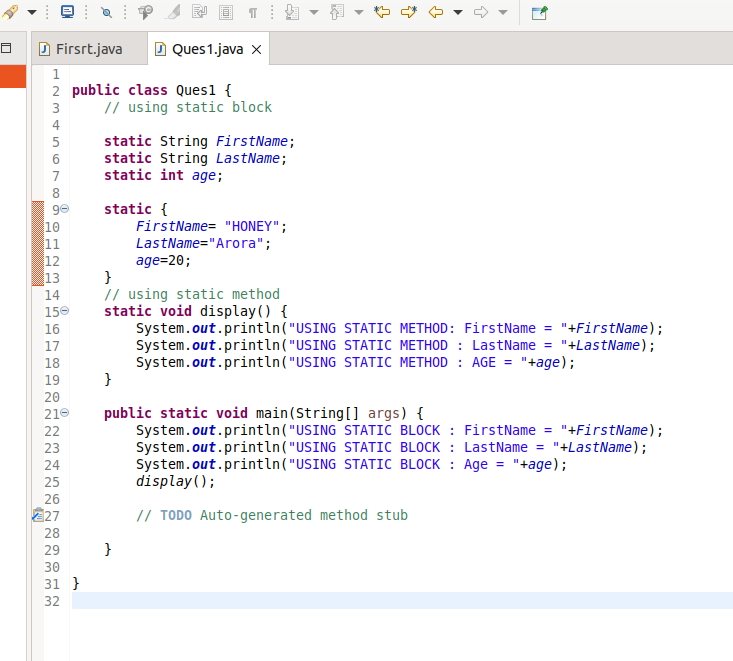 Firsrt.java
Ques1.java
1
2 public class Ques1 {
3 // using static block
4
5 static String FirstName;
6 static String LastName;
7 static int age;
8
9 static {
10 FirstName= "HONEY";
11 LastName="Arora";
12 age=20;
13 }
14 // using static method
15 static void display() {
16 System.out.println("USING STATIC METHOD: FirstName = "+FirstName);
17 System.out.println("USING STATIC METHOD : LastName = "+LastName);
18 System.out.println("USING STATIC METHOD : AGE = "+age);
19 }
20
21 public static void main(String[] args) {
22 System.out.println("USING STATIC BLOCK : FirstName = "+FirstName);
23 System.out.println("USING STATIC BLOCK : LastName = "+LastName);
24 System.out.println("USING STATIC BLOCK : Age = "+age);
25 display();
26
27 // TODO Auto-generated method stub
28
29 }
30
31 }
32